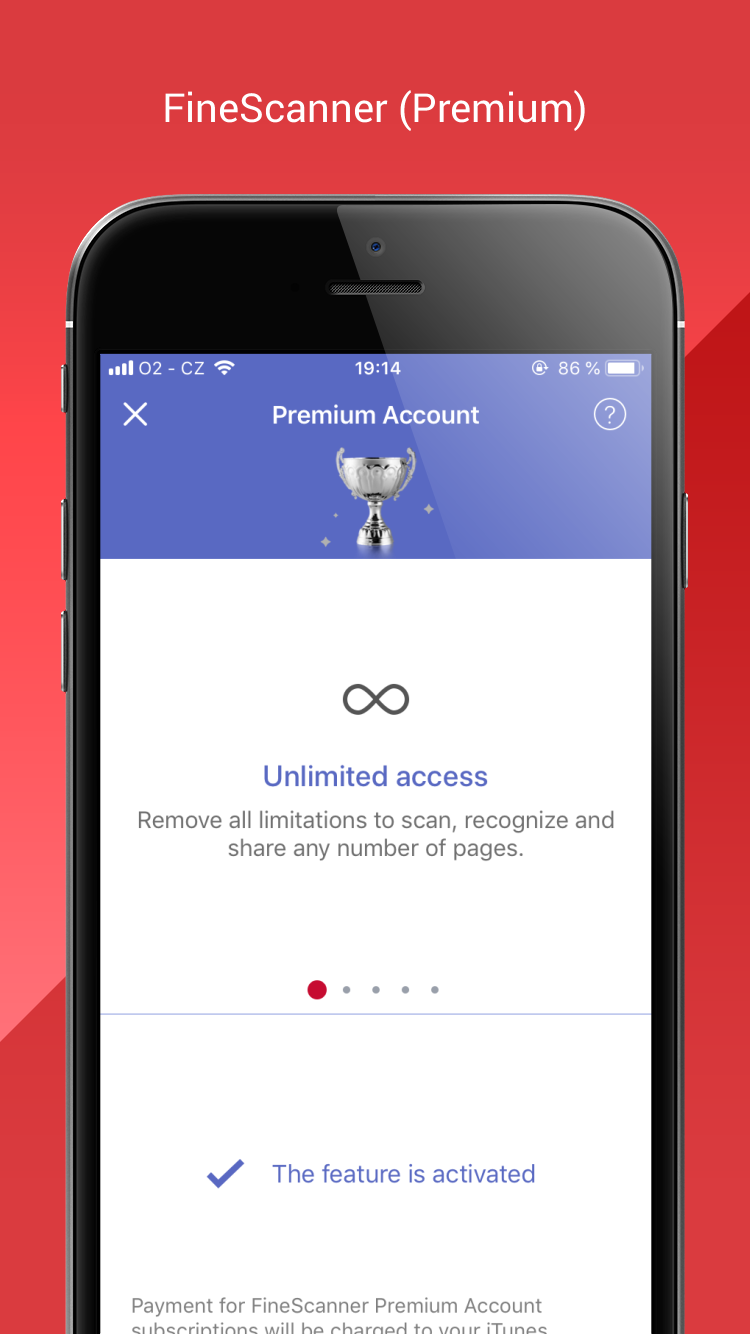 FineScanner (Premium)
O2 - CZ 19:14 86 %
Premium Account ?
Unlimited access
Remove all limitations to scan, recognize and
share any number of pages.
The feature is activated
Payment for FineScanner Premium Account
subscriptions will be charged to your iTunes